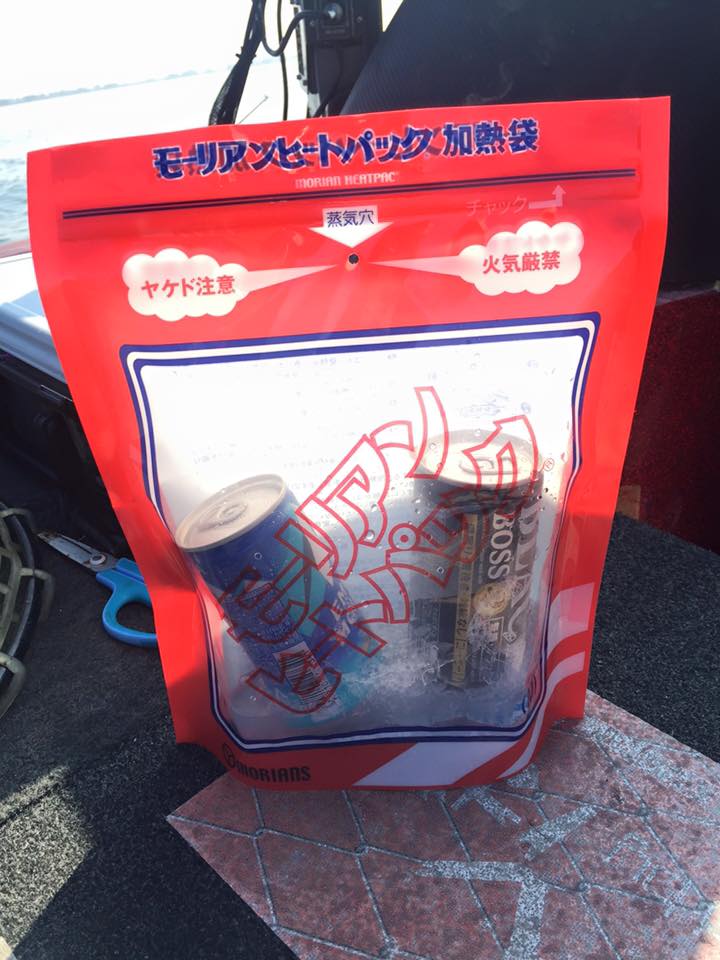 モーリアンヒートパック 加熱袋
MORIAN HEATPAC
チャック
蒸気穴
ヤケド注意
火気厳禁
モーリアン
ヒートパック
BOSS
MORIANS